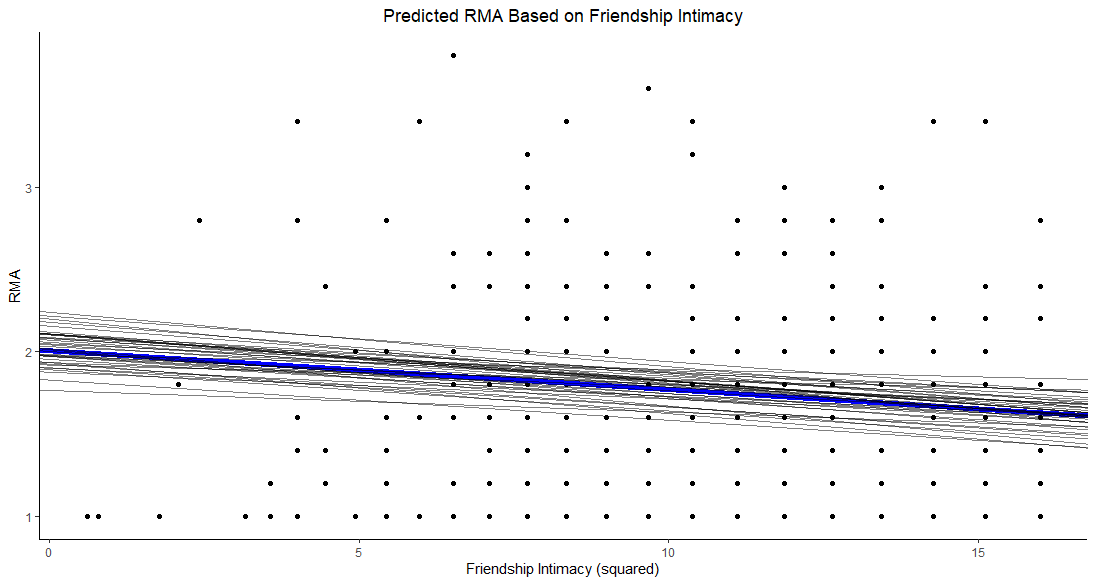 Predicted RMA Based on Friendship Intimacy
RMA
3
2
1
0
5
10
15
Friendship Intimacy (squared)